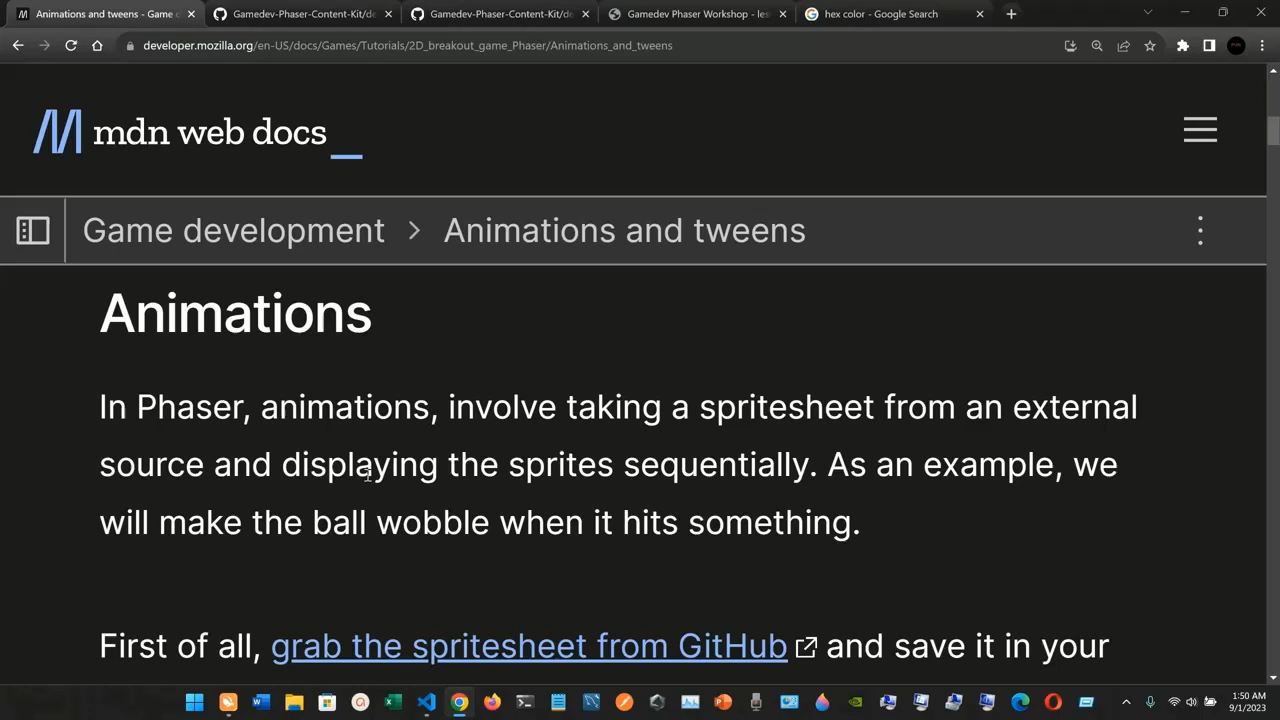 Animations and tweens - Game d
Gamedev-Phaser-Content-Kit/de
Gamedev-Phaser-Content-Kit/de
Gamedev Phaser Workshop - les
hex color - Google Search
developer.mozilla.org/en-US/docs/Games/Tutorials/2D_breakout_game_Phaser/Animations_and_tweens
mdn web docs_
Game development > Animations and tweens
Animations
In Phaser, animations, involve taking a spritesheet from an external
source and displaying the sprites sequentially. As an example, we
will make the ball wobble when it hits something.
First of all, grab the spritesheet from GitHub and save it in your
1:50 AM
9/1/2023